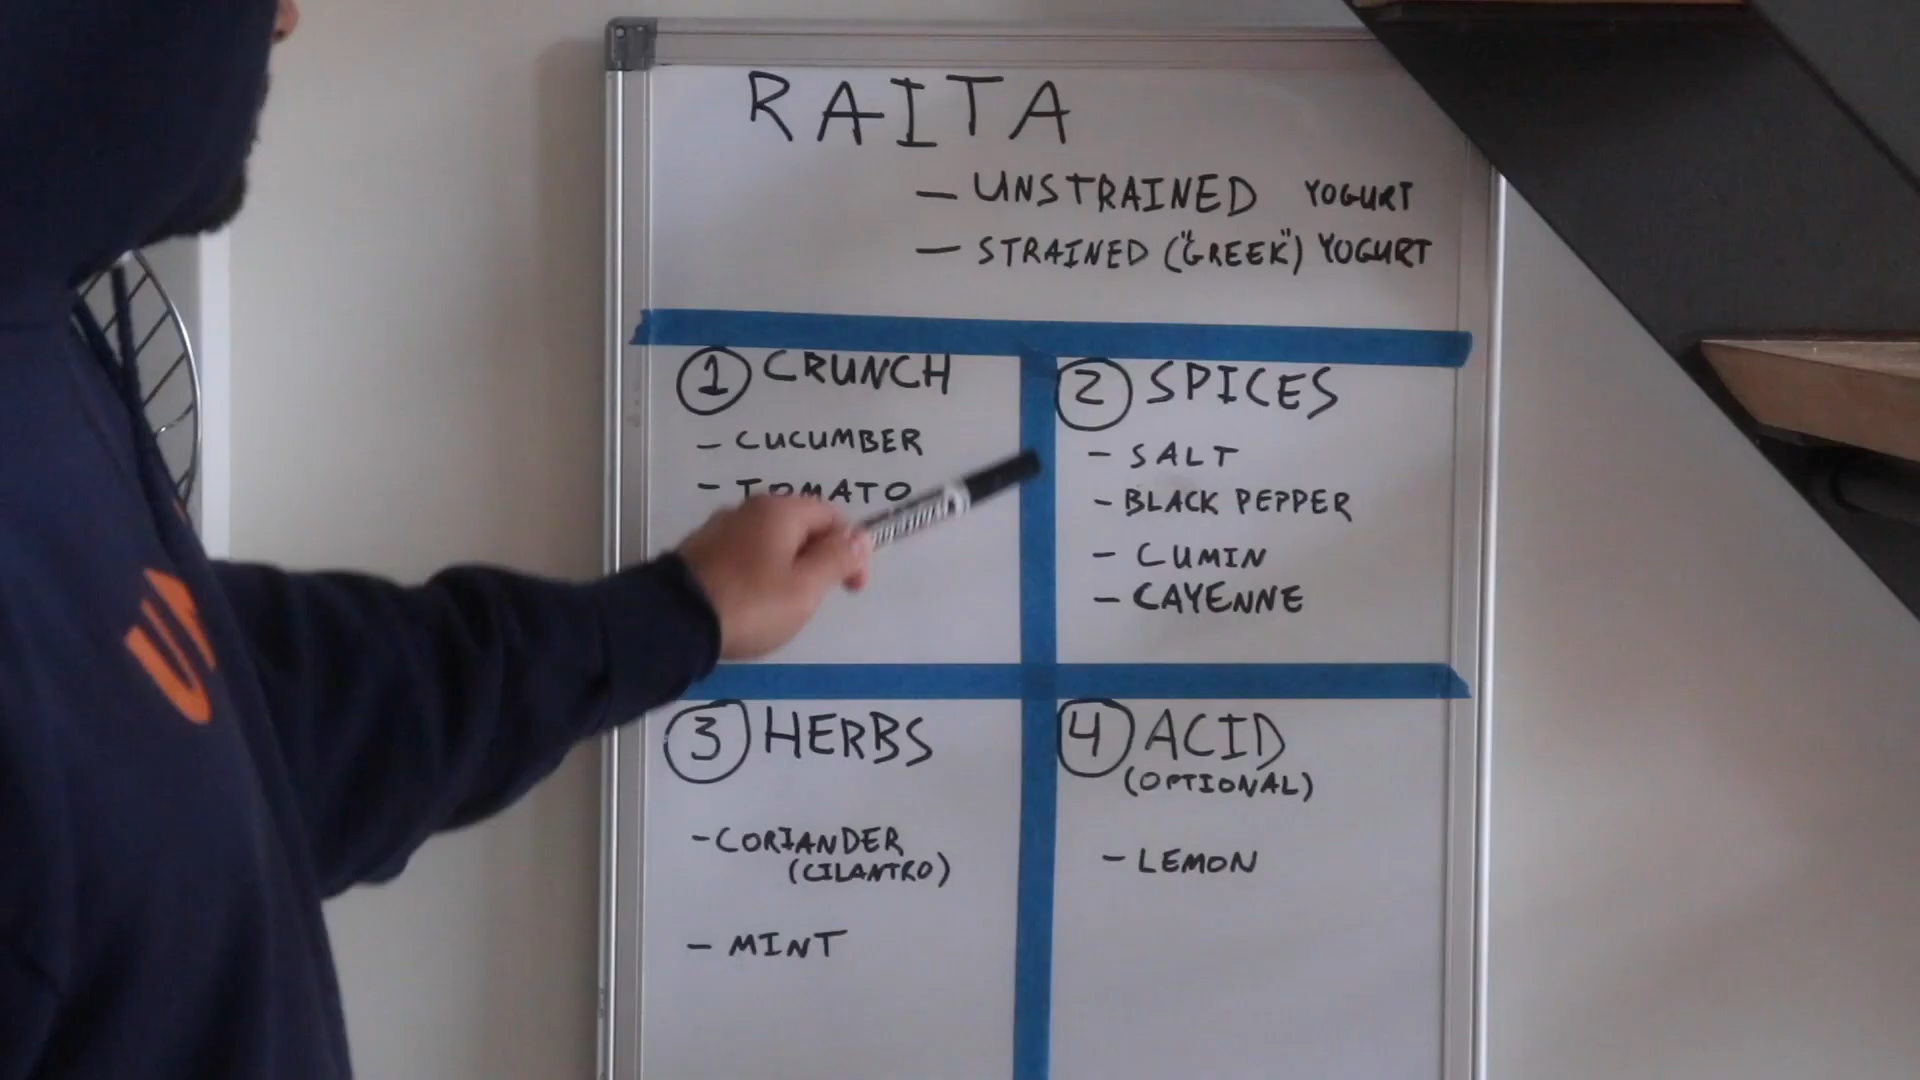 RAITA
- UNSTRAINED YOGURT
- STRAINED ("GREEK") YOGURT
1 CRUNCH
- CUCUMBER
- TOMATO
2 SPICES
- SALT
- BLACK PEPPER
- CUMIN
- CAYENNE
3 HERBS
- CORIANDER
(CILANTRO)
- MINT
4 ACID
(OPTIONAL)
- LEMON